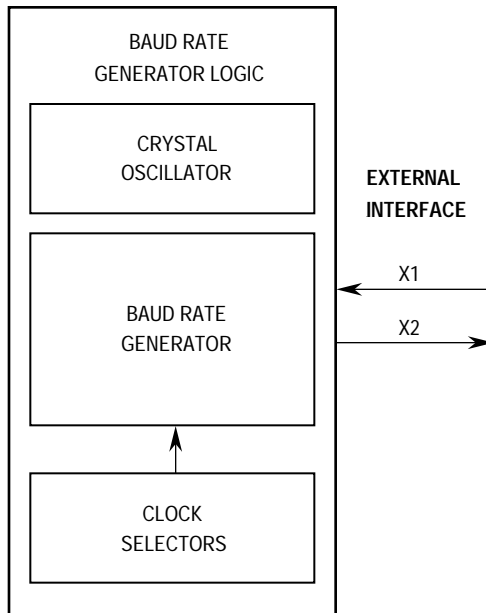 BAUD RATE
GENERATOR LOGIC
CRYSTAL
OSCILLATOR
EXTERNAL
INTERFACE
X1
BAUD RATE
GENERATOR
X2
CLOCK
SELECTORS